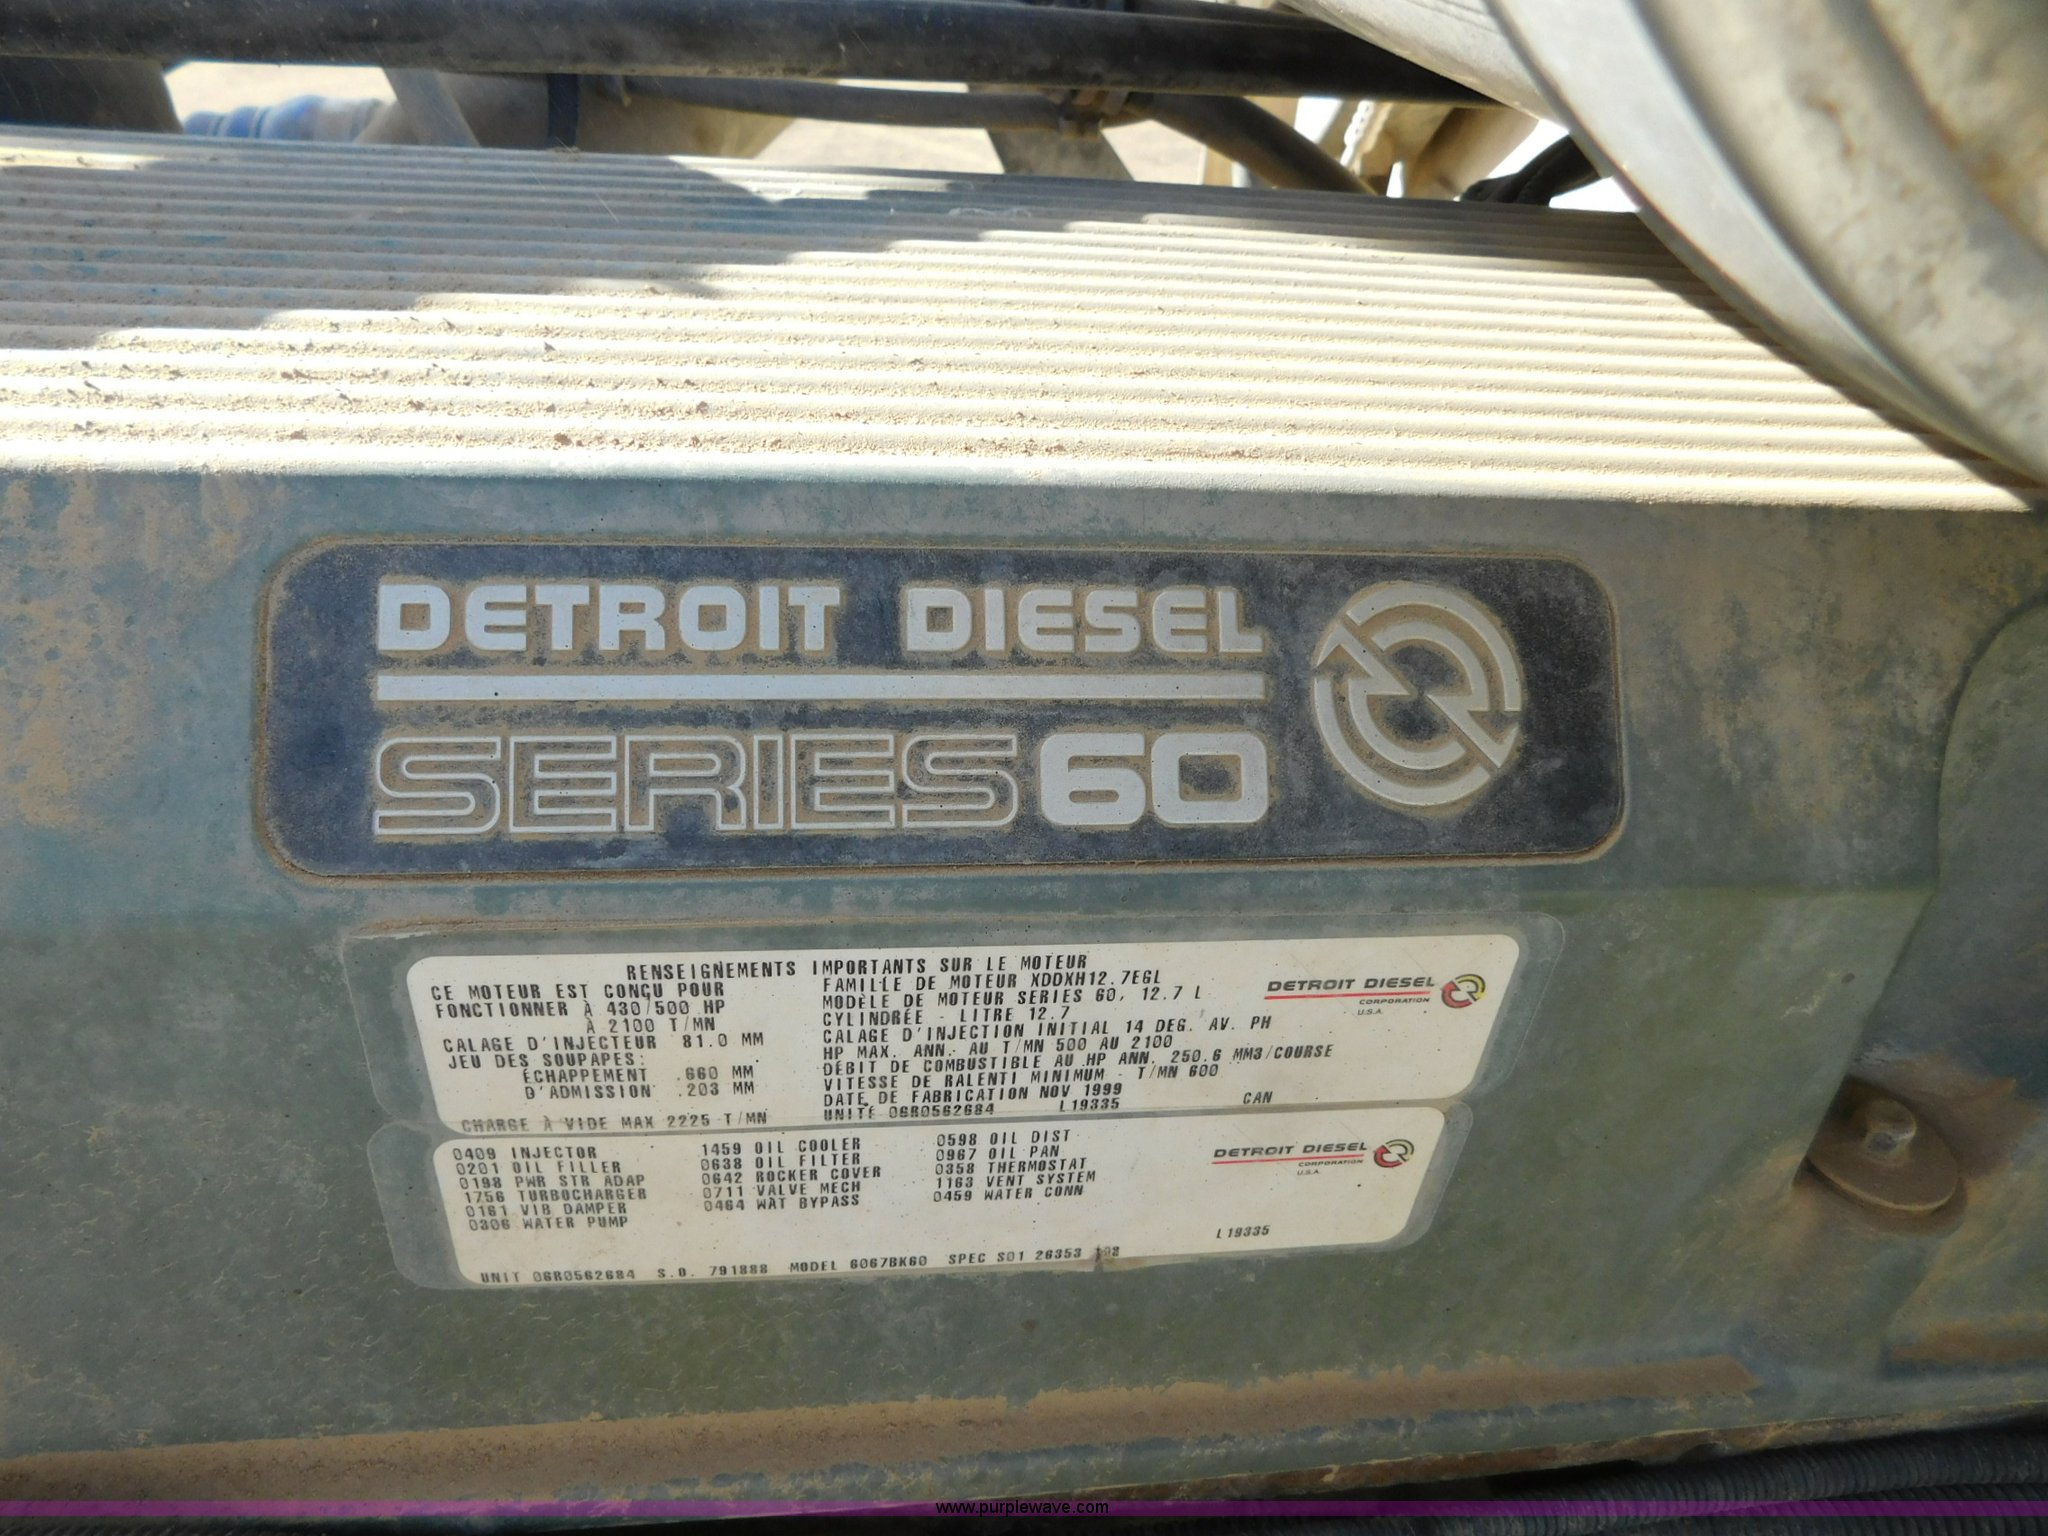 DETROIT DIESEL
SERIES 60
RENSEIGNEMENTS IMPORTANTS SUR LE MOTEUR
CE MOTEUR EST CONÇU POUR
FONCTIONNER À 430/500 HP
À 2100 T/MN
CALAGE D'INJECTEUR 81.0 MM
JEU DES SOUPAPES:
ÉCHAPPEMENT .660 MM
D'ADMISSION .203 MM
CHARGE À VIDE MAX 2225 T/MN
FAMILLE DE MOTEUR XDDXH12.7EGL
MODÈLE DE MOTEUR SERIES 60, 12.7 L
CYLINDRÉE - LITRE 12.7
CALAGE D'INJECTION INITIAL 14 DEG. AV. PH
HP MAX. ANN. AU T/MN 500 AU 2100
DÉBIT DE COMBUSTIBLE AU HP ANN. 250.6 MM3/COURSE
VITESSE DE RALENTI MINIMUM - T/MN 600
DATE DE FABRICATION NOV 1999
UNITÉ 06R0562684 L19335 CAN
DETROIT DIESEL
CORPORATION
U.S.A.
0409 INJECTOR
0201 OIL FILLER
0198 PWR STR ADAP
1756 TURBOCHARGER
0161 VIB DAMPER
0306 WATER PUMP
1459 OIL COOLER
0638 OIL FILTER
0642 ROCKER COVER
0711 VALVE MECH
0464 WAT BYPASS
0598 OIL DIST
0967 OIL PAN
0358 THERMOSTAT
1163 VENT SYSTEM
0459 WATER CONN
DETROIT DIESEL
CORPORATION
U.S.A.
L19335
UNIT 06R0562684 S.O. 791888 MODEL 6067BK60 SPEC S01 26353
www.purplewave.com